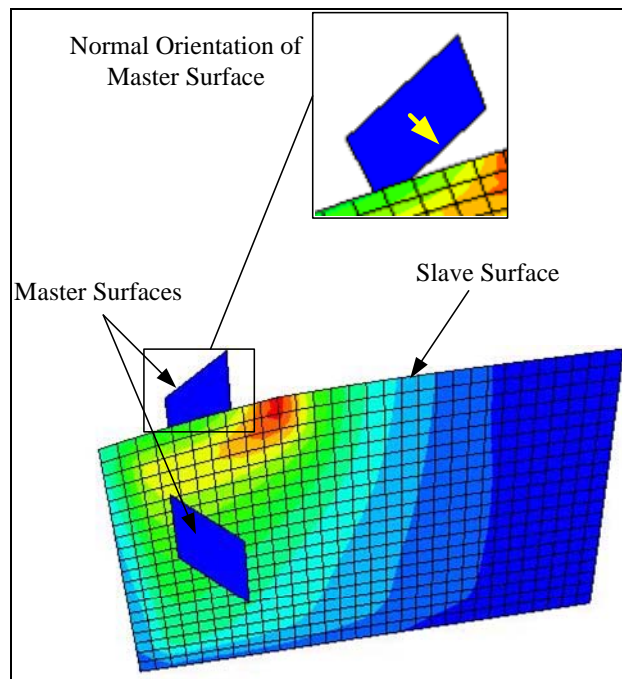 Normal Orientation of
Master Surface
Master Surfaces
Slave Surface